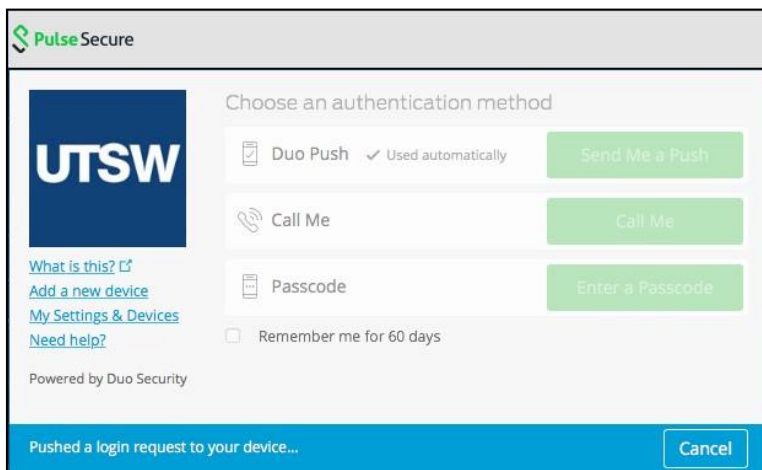 Pulse Secure
UTSW
What is this?
Add a new device
My Settings & Devices
Need help?
Powered by Duo Security
Choose an authentication method
Duo Push ✓ Used automatically Send Me a Push
Call Me Call Me
Passcode Enter a Passcode
Remember me for 60 days
Pushed a login request to your device... Cancel